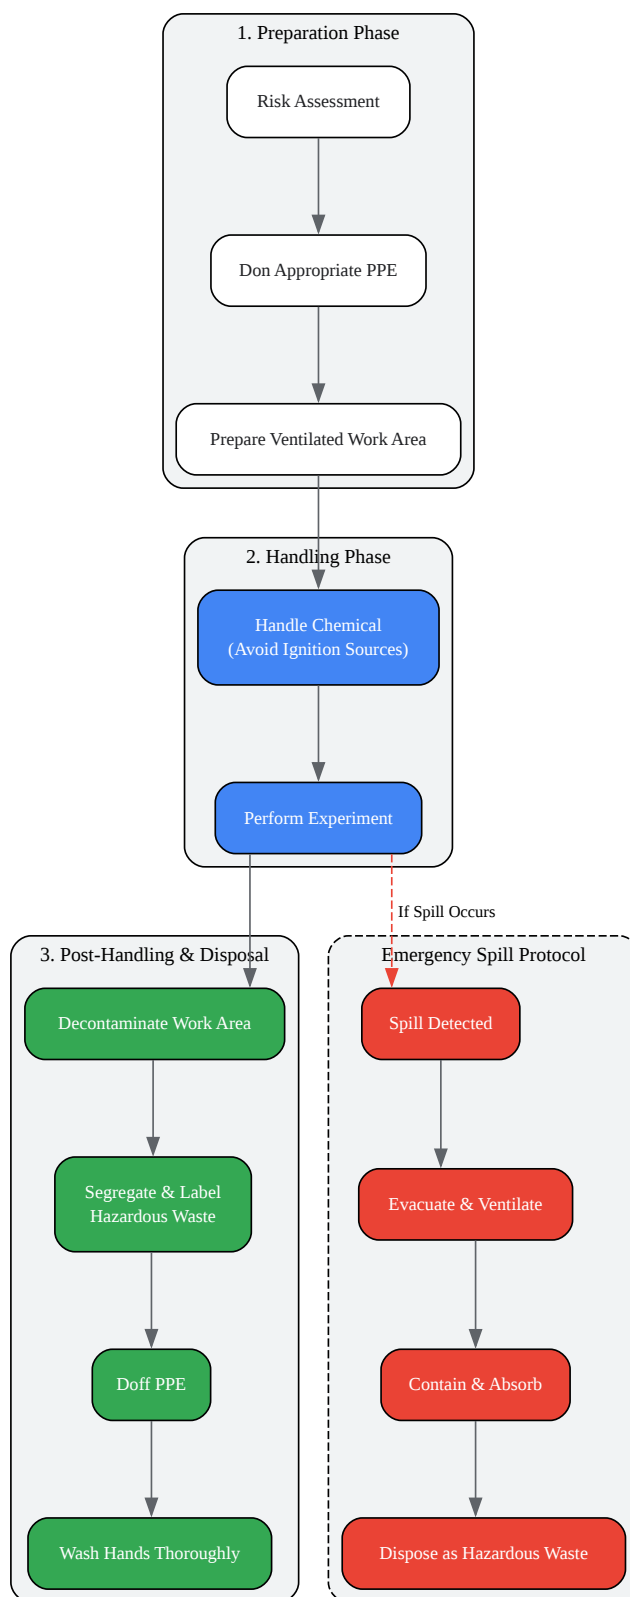 1. Preparation Phase
Risk Assessment
Don Appropriate PPE
Prepare Ventilated Work Area
2. Handling Phase
Handle Chemical
(Avoid Ignition Sources)
Perform Experiment
If Spill Occurs
3. Post-Handling & Disposal
Decontaminate Work Area
Segregate & Label
Hazardous Waste
Doff PPE
Wash Hands Thoroughly
Emergency Spill Protocol
Spill Detected
Evacuate & Ventilate
Contain & Absorb
Dispose as Hazardous Waste